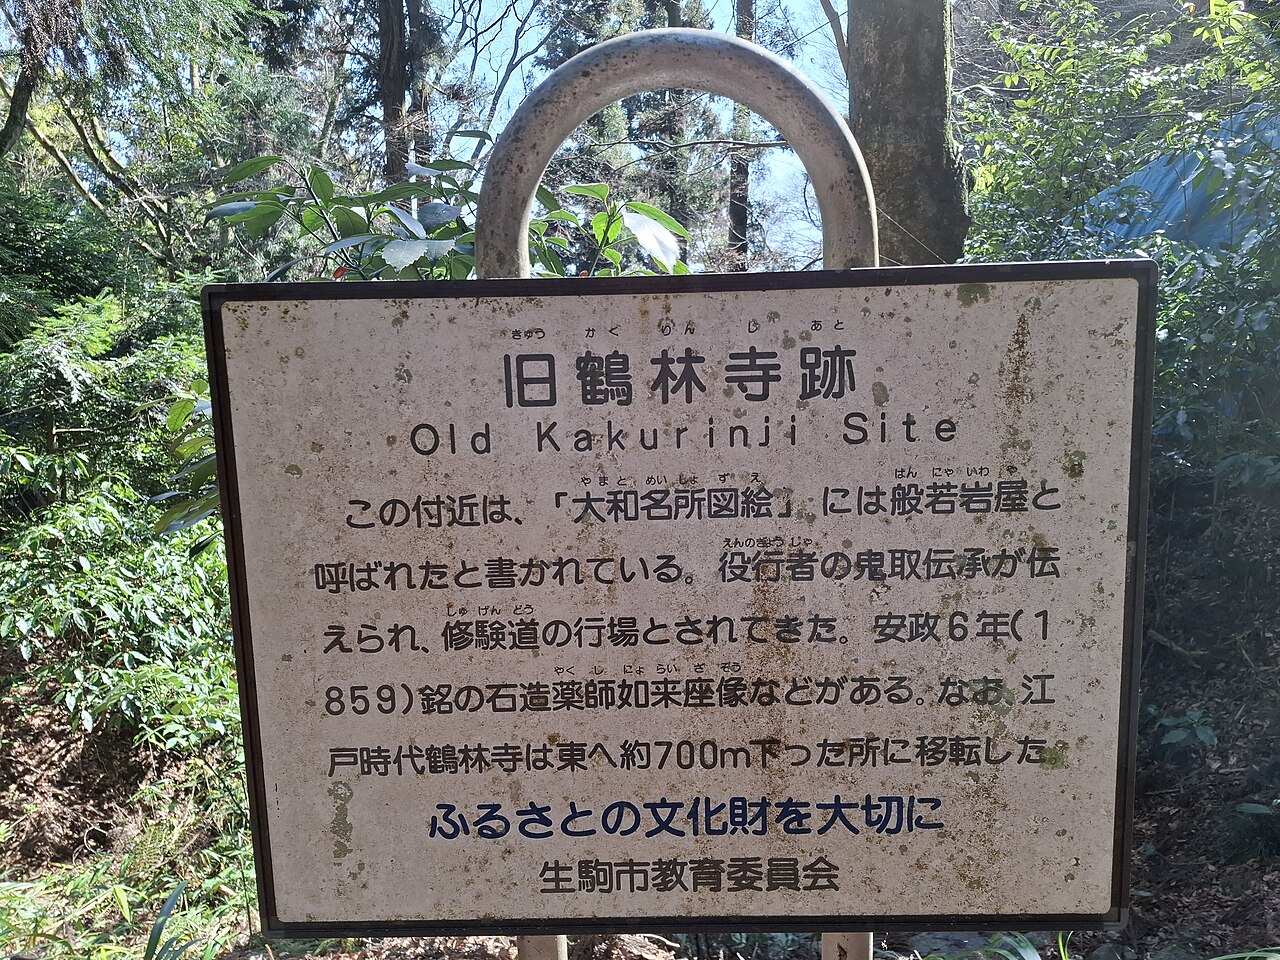 きゅう かく りん じ あと
旧鶴林寺跡
Old Kakurinji Site
やまと めい しょ ず え はん にゃ いわ や
この付近は、「大和名所図絵」には般若岩屋と
えんのぎょうじゃ
呼ばれたと書かれている。役行者の鬼取伝承が伝
しゅ げん どう
えられ、修験道の行場とされてきた。安政6年(1
やく し にょ らい ざ ぞう
859)銘の石造薬師如来座像などがある。なお、江
戸時代鶴林寺は東へ約700m下った所に移転した。
ふるさとの文化財を大切に
生駒市教育委員会